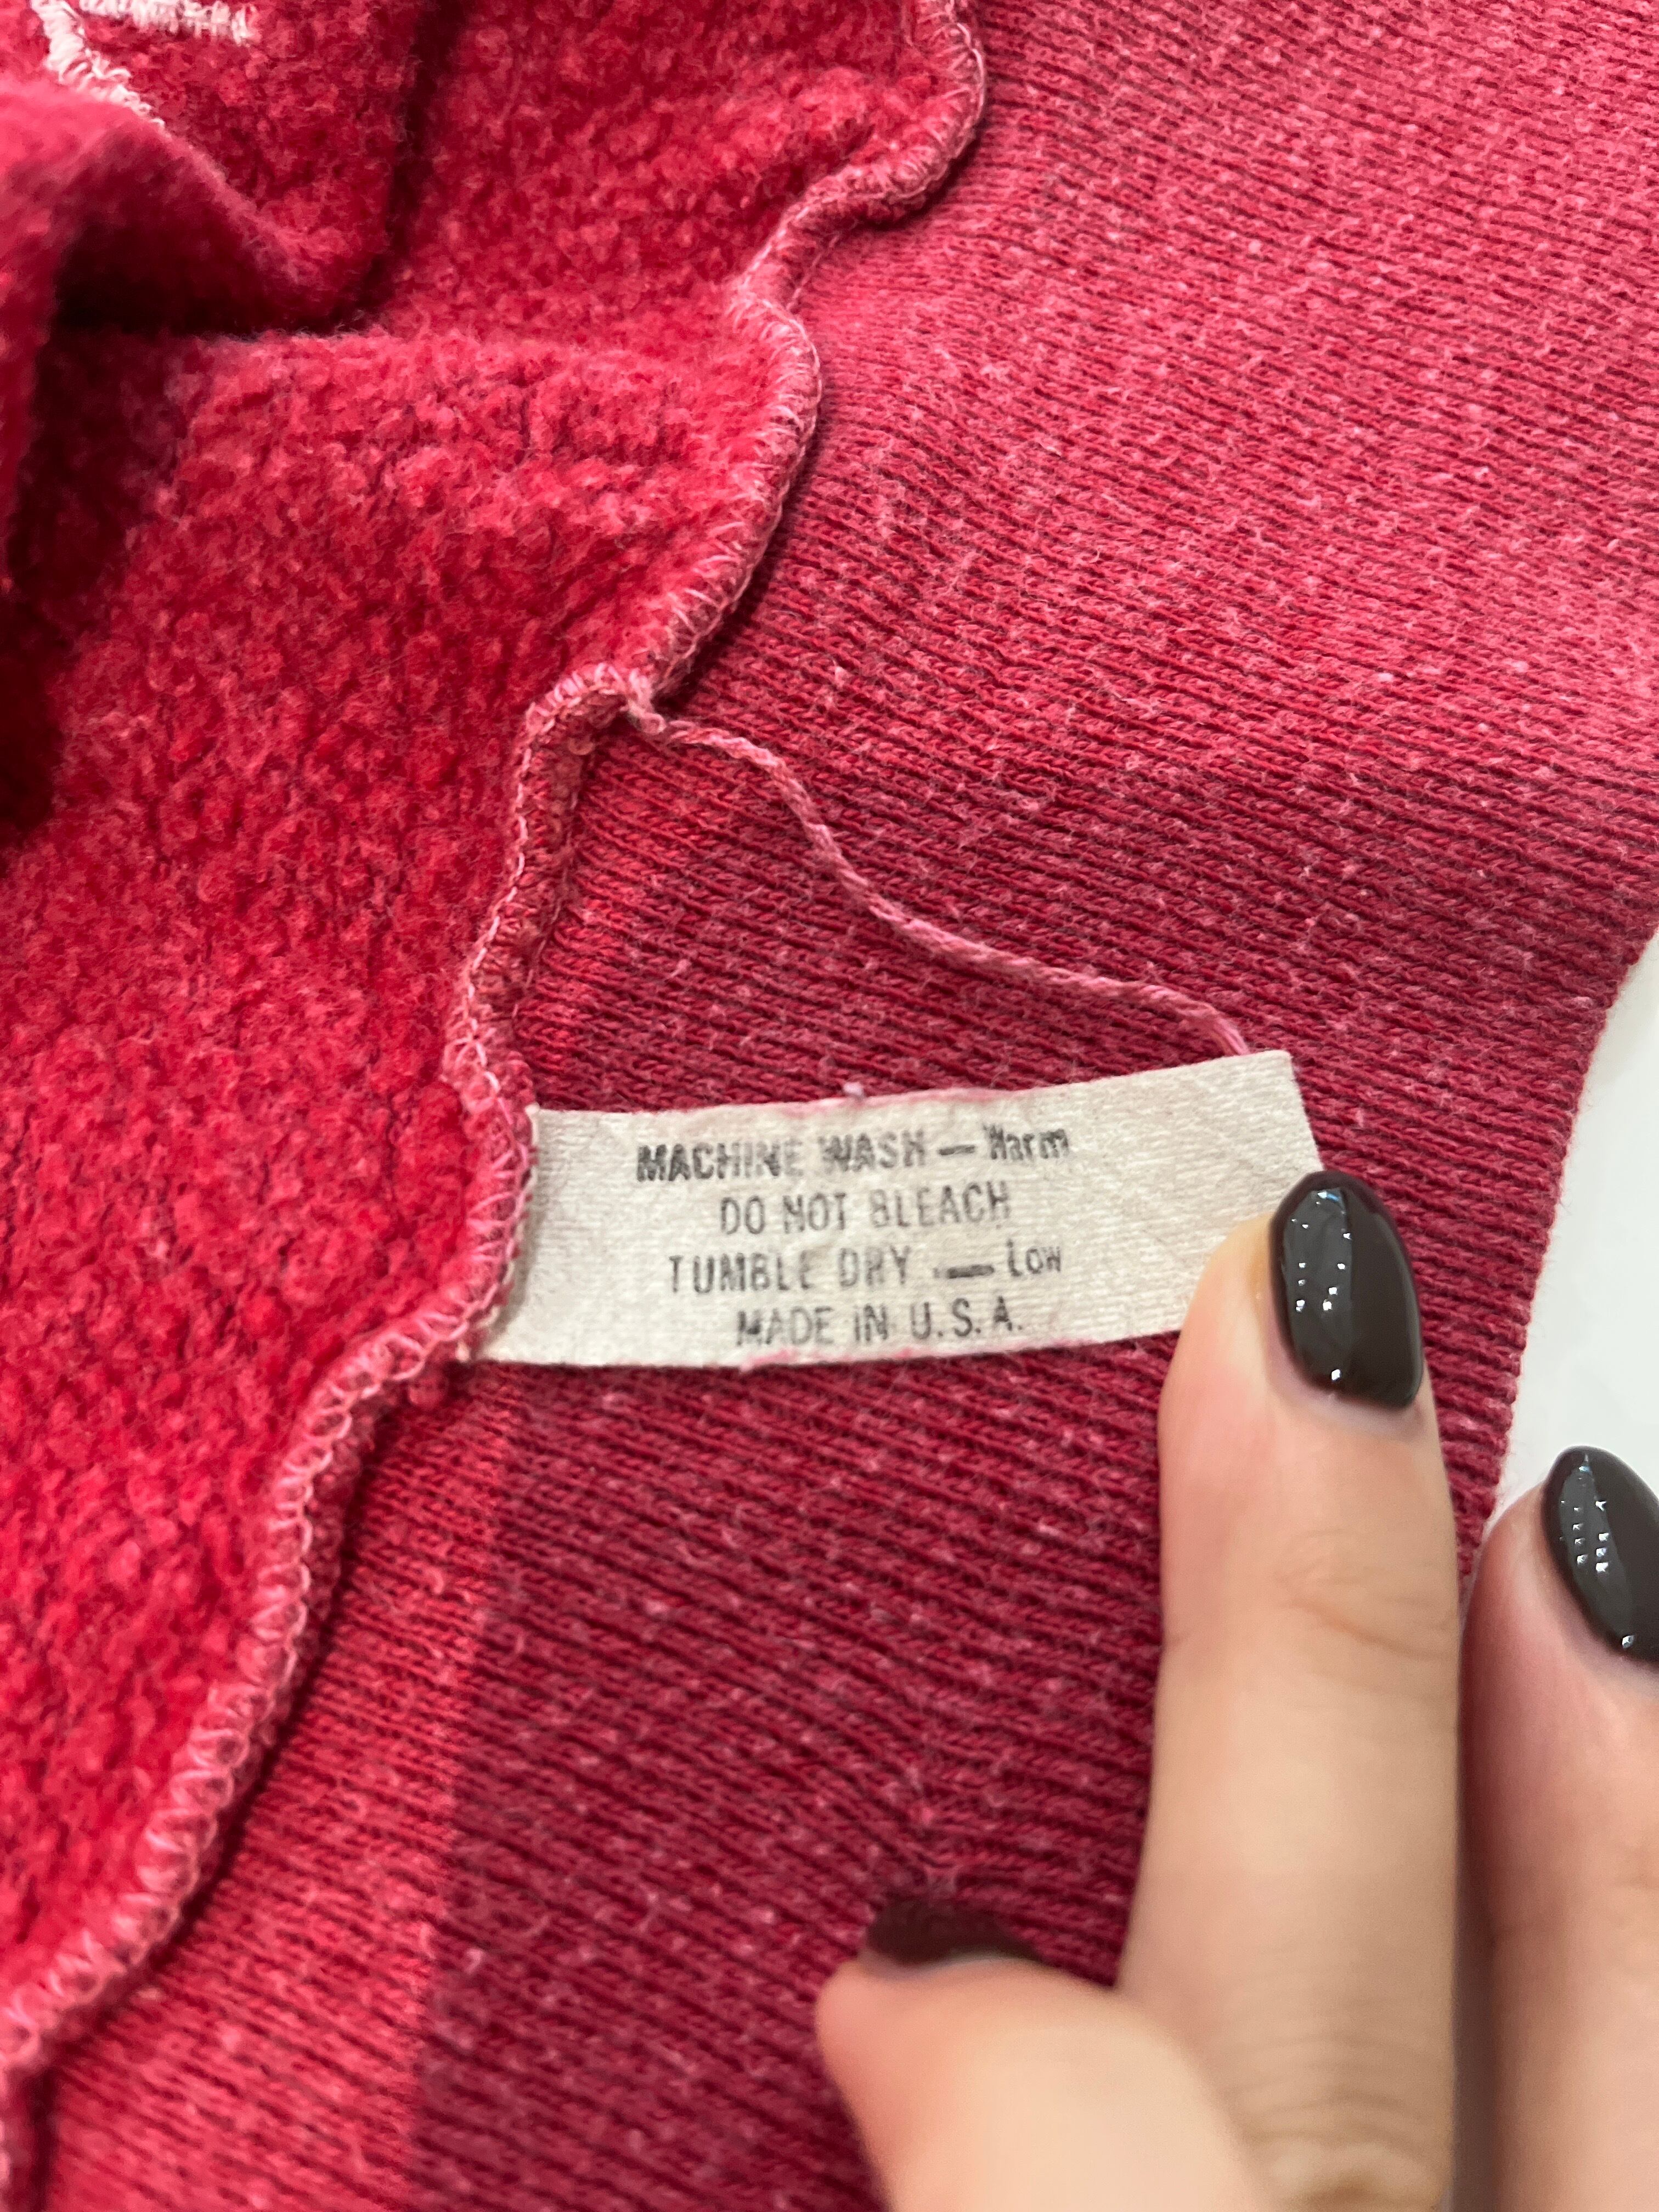 MACHINE WASH — Warm
DO NOT BLEACH
TUMBLE DRY — Low
MADE IN U.S.A.